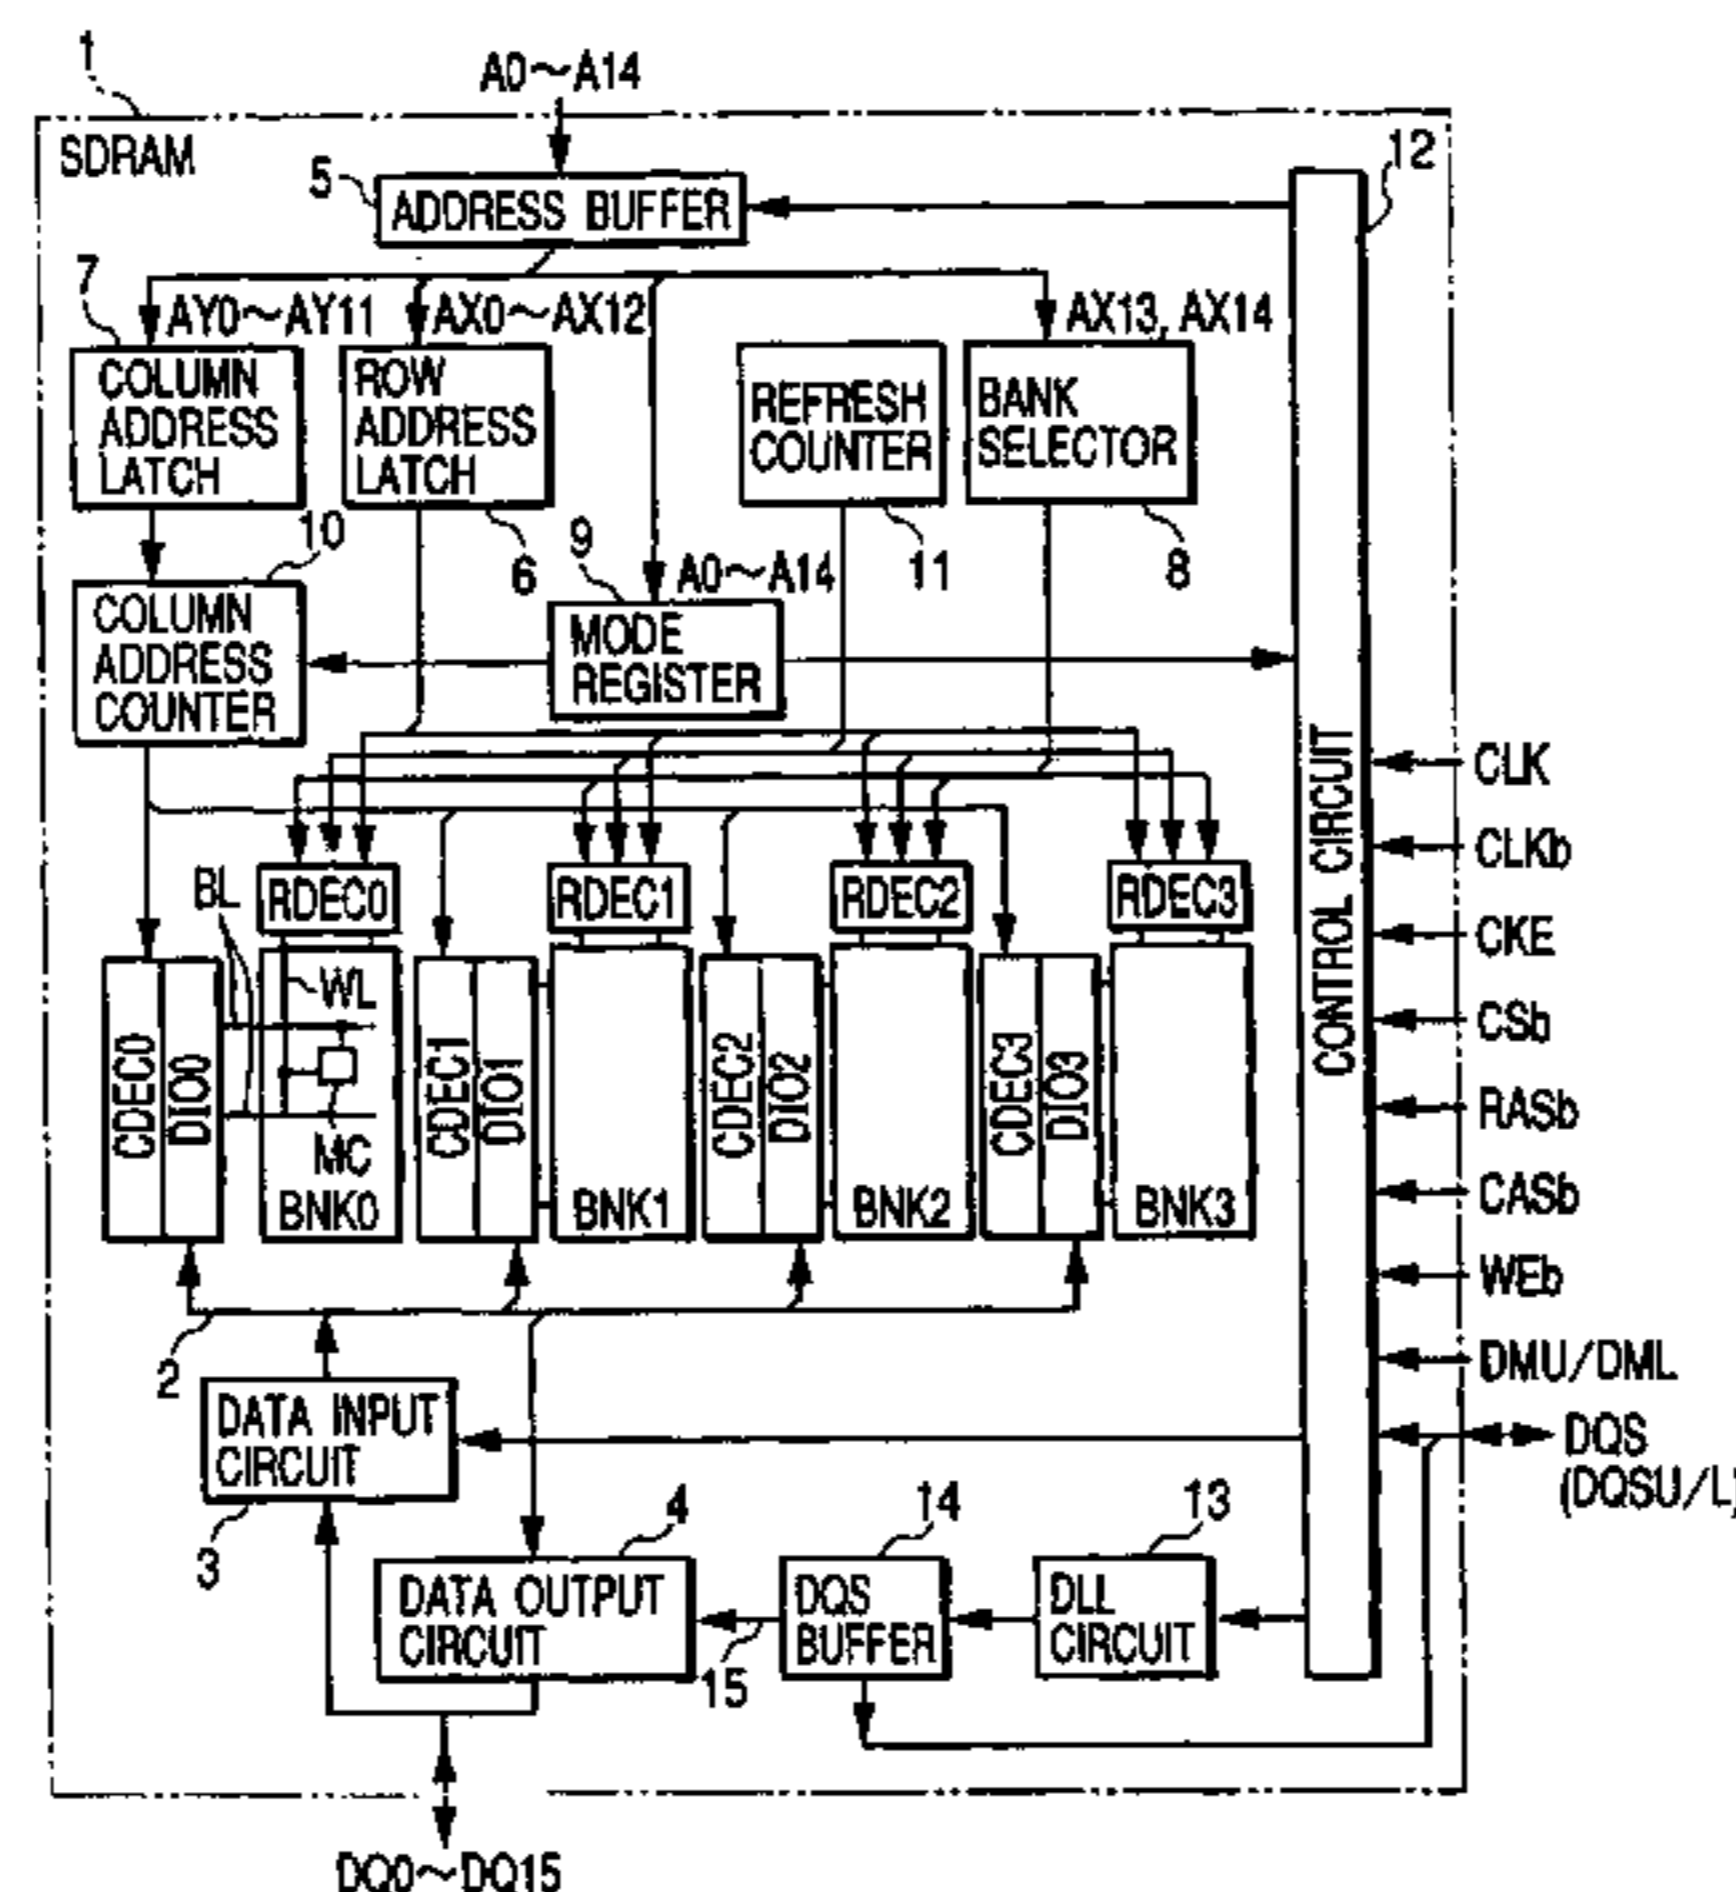 1
A0～A14
SDRAM
12
5
ADDRESS BUFFER
7
AY0～AY11
AX0～AX12
AX13, AX14
COLUMN
ADDRESS
LATCH
ROW
ADDRESS
LATCH
REFRESH
COUNTER
BANK
SELECTOR
10
6
9
A0～A14
11
8
COLUMN
ADDRESS
COUNTER
MODE
REGISTER
CONTROL CIRCUIT
CLK
CLKb
CKE
CSb
RASb
CASb
WEb
DMU/DML
DQS
(DQSU/L)
BL
RDEC0
RDEC1
RDEC2
RDEC3
WL
CDEC0
DIO0
MC
BNK0
CDEC1
DIO1
BNK1
CDEC2
DIO2
BNK2
CDEC3
DIO3
BNK3
2
DATA INPUT
CIRCUIT
3
4
14
13
DATA OUTPUT
CIRCUIT
DQS
BUFFER
DLL
CIRCUIT
15
DQ0～DQ15